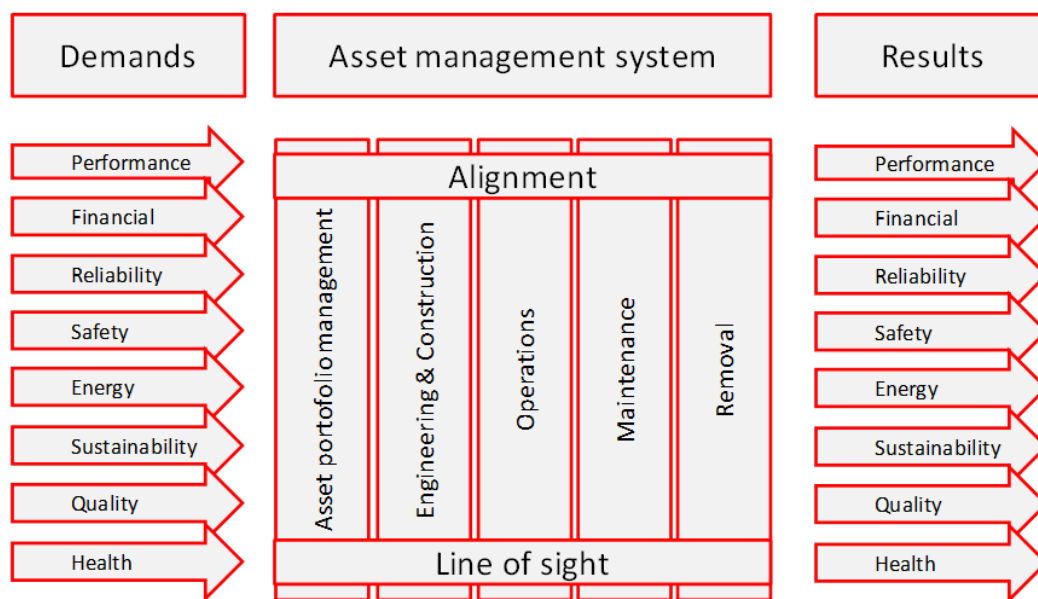 Demands
Asset management system
Results
Performance
Financial
Reliability
Safety
Energy
Sustainability
Quality
Health
Alignment
Asset portofolio management
Engineering & Construction
Operations
Maintenance
Removal
Line of sight
Performance
Financial
Reliability
Safety
Energy
Sustainability
Quality
Health